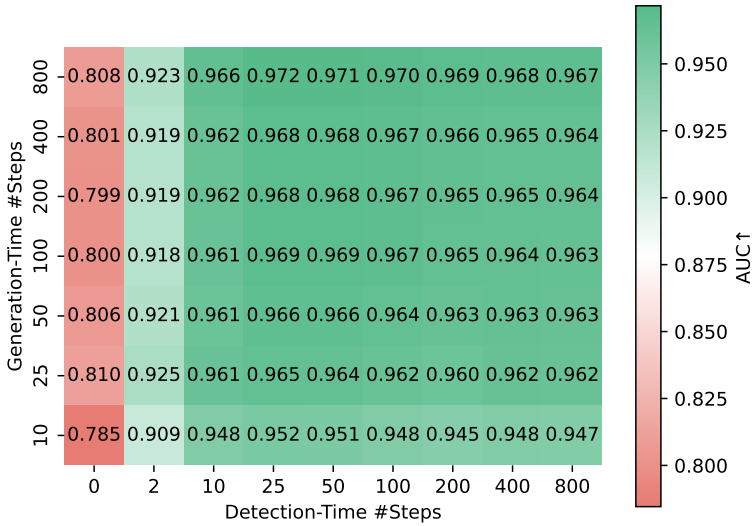 800 0.808 0.923 0.966 0.972 0.971 0.970 0.969 0.968 0.967
400 0.801 0.919 0.962 0.968 0.968 0.967 0.966 0.965 0.964
200 0.799 0.919 0.962 0.968 0.968 0.967 0.965 0.965 0.964
100 0.800 0.918 0.961 0.969 0.969 0.967 0.965 0.964 0.963
50 0.806 0.921 0.961 0.966 0.966 0.964 0.963 0.963 0.963
25 0.810 0.925 0.961 0.965 0.964 0.962 0.960 0.962 0.962
10 0.785 0.909 0.948 0.952 0.951 0.948 0.945 0.948 0.947
0 2 10 25 50 100 200 400 800
Detection-Time #Steps
Generation-Time #Steps
0.950
0.925
0.900
0.875
0.850
0.825
0.800
AUC↑